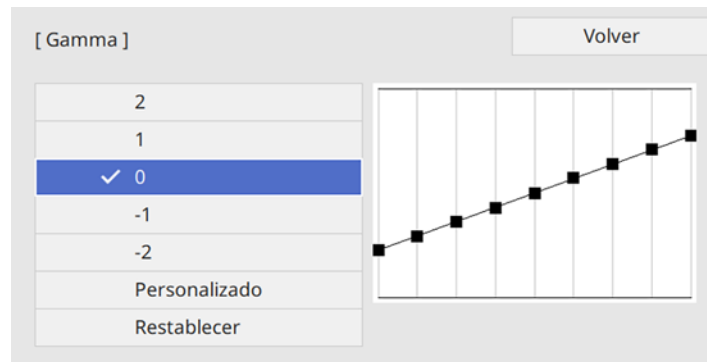 [ Gamma ]
Volver
2
1
0
-1
-2
Personalizado
Restablecer